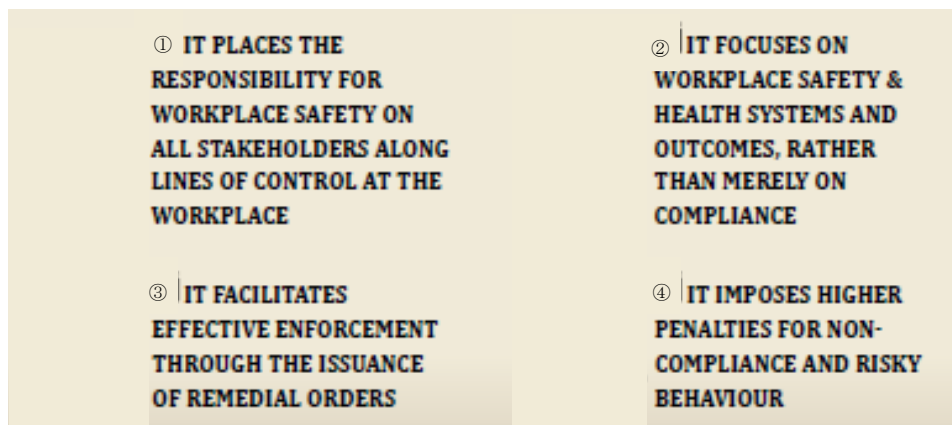 ① IT PLACES THE
RESPONSIBILITY FOR
WORKPLACE SAFETY ON
ALL STAKEHOLDERS ALONG
LINES OF CONTROL AT THE
WORKPLACE
② IT FOCUSES ON
WORKPLACE SAFETY &
HEALTH SYSTEMS AND
OUTCOMES, RATHER
THAN MERELY ON
COMPLIANCE
③ IT FACILITATES
EFFECTIVE ENFORCEMENT
THROUGH THE ISSUANCE
OF REMEDIAL ORDERS
④ IT IMPOSES HIGHER
PENALTIES FOR NON-
COMPLIANCE AND RISKY
BEHAVIOUR